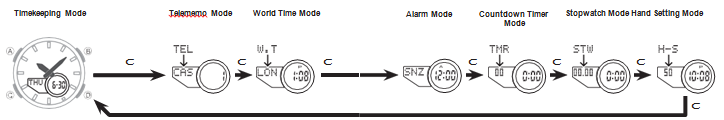 Timekeeping Mode
Telememo Mode
World Time Mode
Alarm Mode
Countdown Timer
Mode
Stopwatch Mode Hand Setting Mode
TEL
W.T
TMR
STW
H-S
A
B
C
D
THU
6:30
C
CAS
1
C
LON
1:08
C
SNZ
12:00
C
00
0:00
C
00.00
0:00
C
50
10:08
C